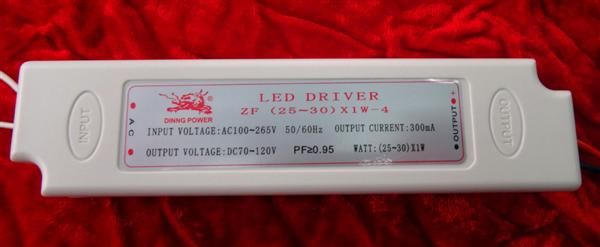 LED DRIVER
ZF (25~30)X1W-4
DINNG POWER
INPUT
AC
INPUT VOLTAGE:AC100~265V 50/60Hz OUTPUT CURRENT:300mA
OUTPUT VOLTAGE:DC70~120V PF≥0.95 WATT:(25~30)X1W
- OUTPUT +
OUTPUT